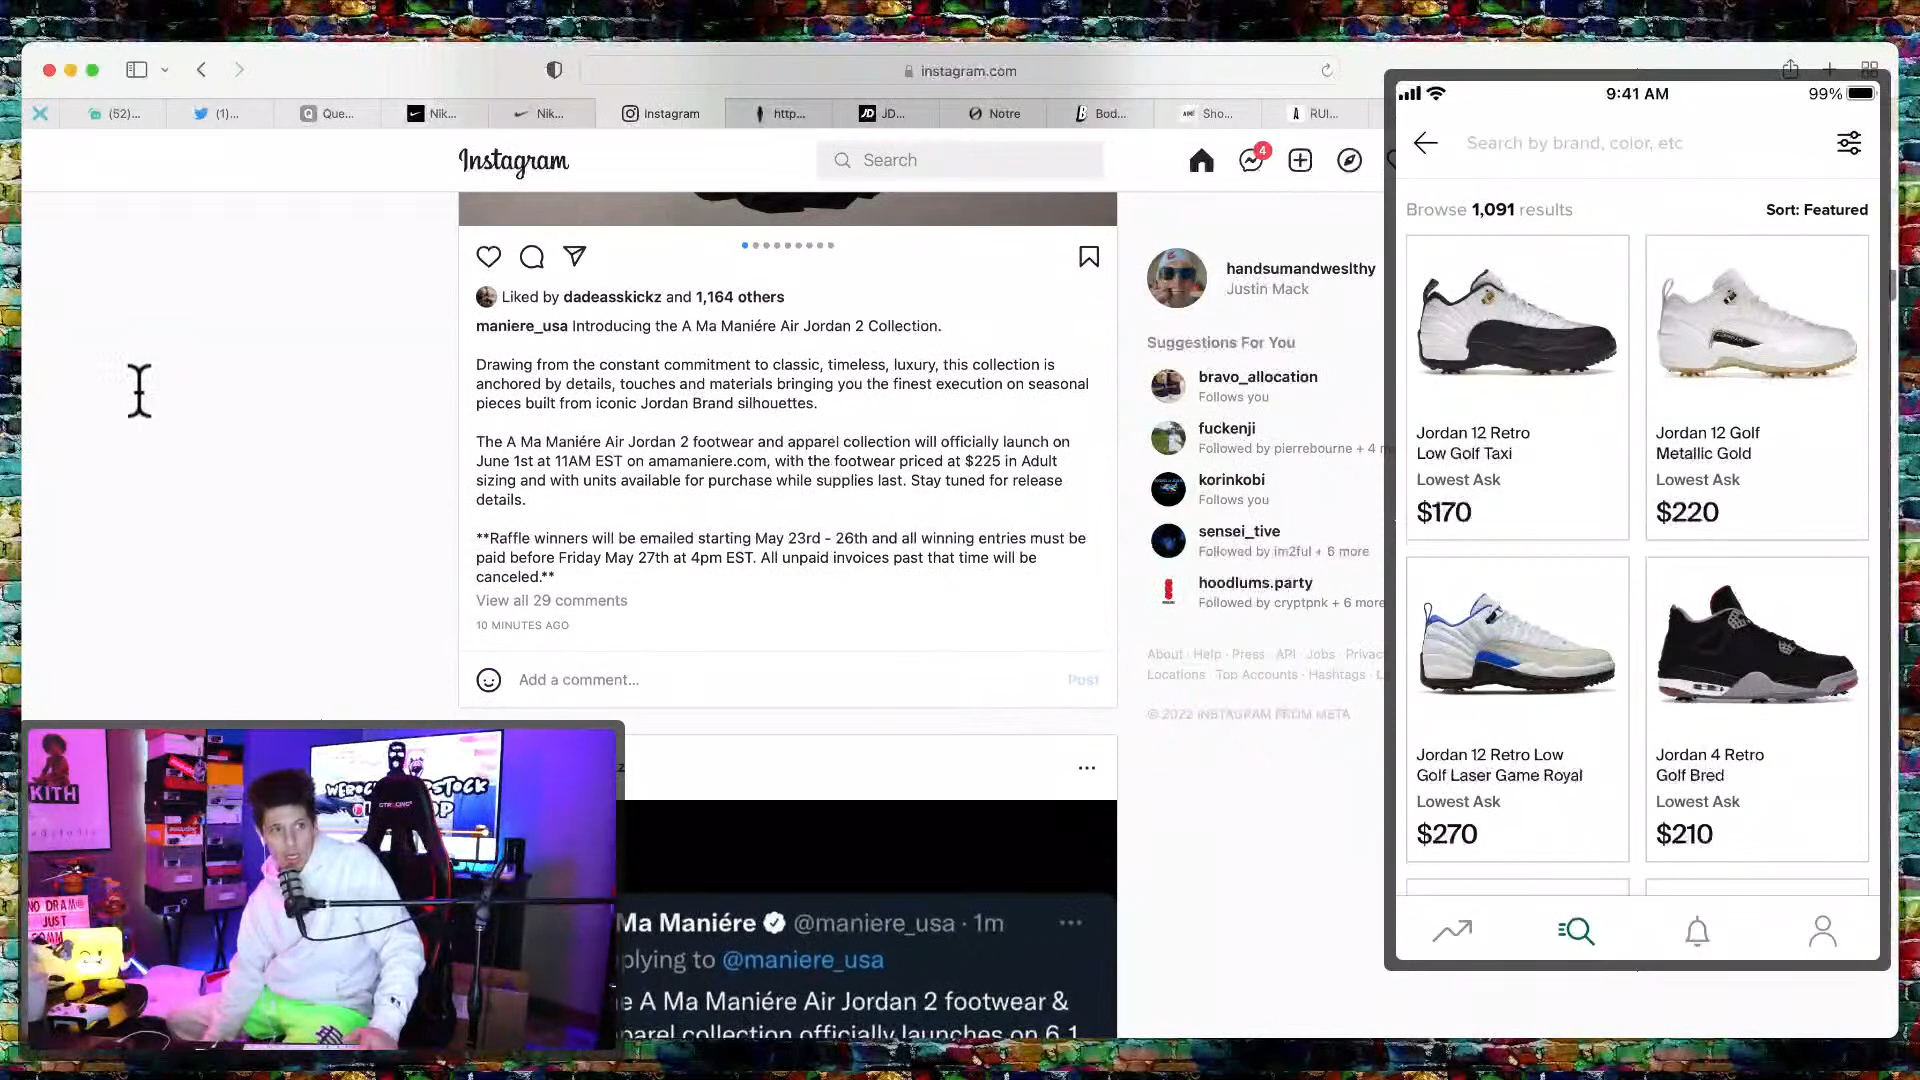 instagram.com
(52)...
(1)...
Que...
Nik...
Nik...
Instagram
http...
JD...
Notre
Bod...
Sho...
RUI...
Instagram
Search
4
Liked by dadeasskickz and 1,164 others
maniere_usa Introducing the A Ma Maniére Air Jordan 2 Collection.
Drawing from the constant commitment to classic, timeless, luxury, this collection is
anchored by details, touches and materials bringing you the finest execution on seasonal
pieces built from iconic Jordan Brand silhouettes.
The A Ma Maniére Air Jordan 2 footwear and apparel collection will officially launch on
June 1st at 11AM EST on amamaniere.com, with the footwear priced at $225 in Adult
sizing and with units available for purchase while supplies last. Stay tuned for release
details.
**Raffle winners will be emailed starting May 23rd - 26th and all winning entries must be
paid before Friday May 27th at 4pm EST. All unpaid invoices past that time will be
canceled.**
View all 29 comments
10 MINUTES AGO
Add a comment...
Post
handsumandweslthy
Justin Mack
Suggestions For You
bravo_allocation
Follows you
fuckenji
Followed by pierrebourne + 4 m
korinkobi
Follows you
sensei_tive
Followed by im2ful + 6 more
hoodlums.party
Followed by cryptpnk + 6 more
About · Help · Press · API · Jobs · Privac
Locations · Top Accounts · Hashtags · L
© 2022 INSTAGRAM FROM META
Ma Maniére @maniere_usa · 1m
plying to @maniere_usa
e A Ma Maniére Air Jordan 2 footwear &
parel collection officially launches on 6.1
KITH
NO DRAMA
JUST
GTRACING
9:41 AM
99%
Search by brand, color, etc
Browse 1,091 results
Sort: Featured
Jordan 12 Retro
Low Golf Taxi
Lowest Ask
$170
Jordan 12 Golf
Metallic Gold
Lowest Ask
$220
Jordan 12 Retro Low
Golf Laser Game Royal
Lowest Ask
$270
Jordan 4 Retro
Golf Bred
Lowest Ask
$210